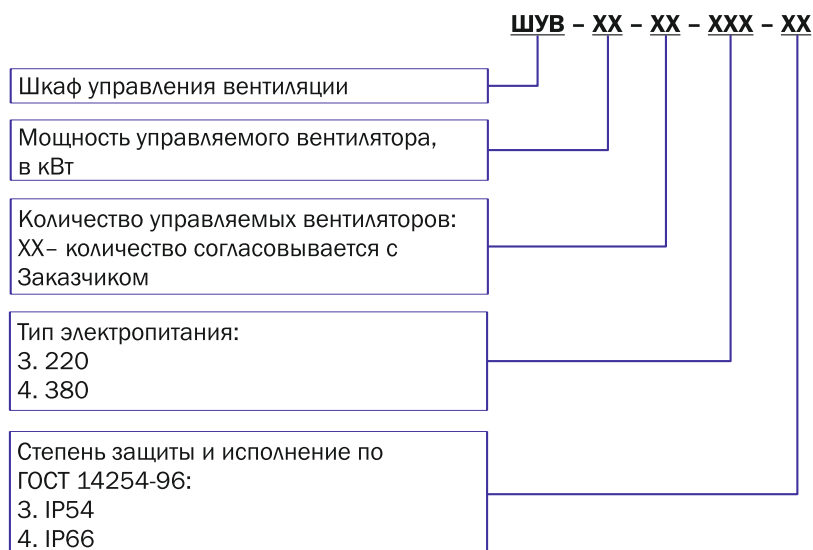 ШУВ – ХХ – ХХ – ХХХ – ХХ
Шкаф управления вентиляции
Мощность управляемого вентилятора,
в кВт
Количество управляемых вентиляторов:
ХХ– количество согласовывается с
Заказчиком
Тип электропитания:
3. 220
4. 380
Степень защиты и исполнение по
ГОСТ 14254-96:
3. IP54
4. IP66